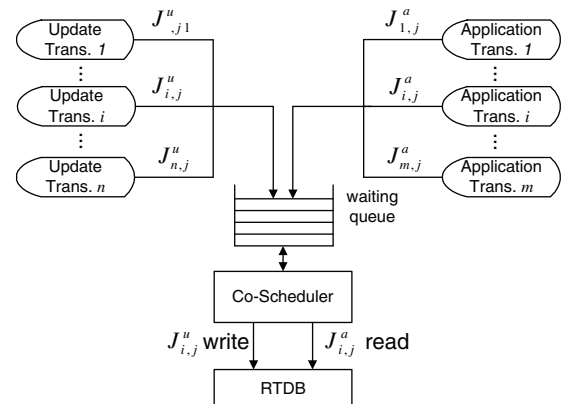 Update
Trans. 1
J^u_{,j1}
J^a_{1,j}
Application
Trans. 1
Update
Trans. i
J^u_{i,j}
J^a_{i,j}
Application
Trans. i
Update
Trans. n
J^u_{n,j}
J^a_{m,j}
Application
Trans. m
waiting
queue
Co-Scheduler
J^u_{i,j} write
J^a_{i,j} read
RTDB